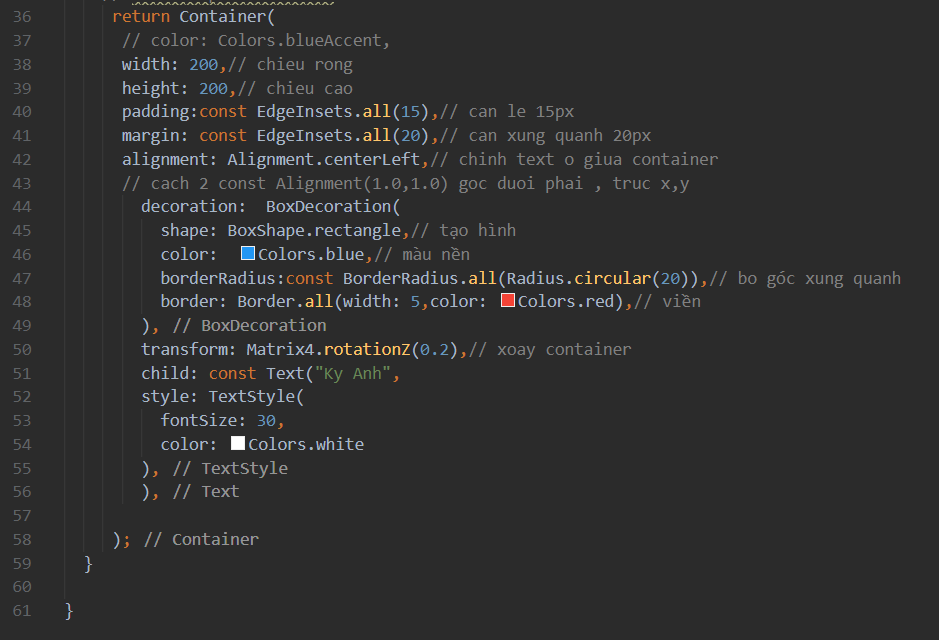 36 return Container(
37 // color: Colors.blueAccent,
38 width: 200,// chieu rong
39 height: 200,// chieu cao
40 padding:const EdgeInsets.all(15),// can le 15px
41 margin: const EdgeInsets.all(20),// can xung quanh 20px
42 alignment: Alignment.centerLeft,// chinh text o giua container
43 // cach 2 const Alignment(1.0,1.0) goc duoi phai , truc x,y
44 decoration:  BoxDecoration(
45 shape: BoxShape.rectangle,// tạo hình
46 color:  Colors.blue,// màu nền
47 borderRadius:const BorderRadius.all(Radius.circular(20)),// bo góc xung quanh
48 border: Border.all(width: 5,color: Colors.red),// viền
49 ), // BoxDecoration
50 transform: Matrix4.rotationZ(0.2),// xoay container
51 child: const Text("Ky Anh",
52 style: TextStyle(
53 fontSize: 30,
54 color: Colors.white
55 ), // TextStyle
56 ), // Text
57
58 ); // Container
59 }
60
61 }